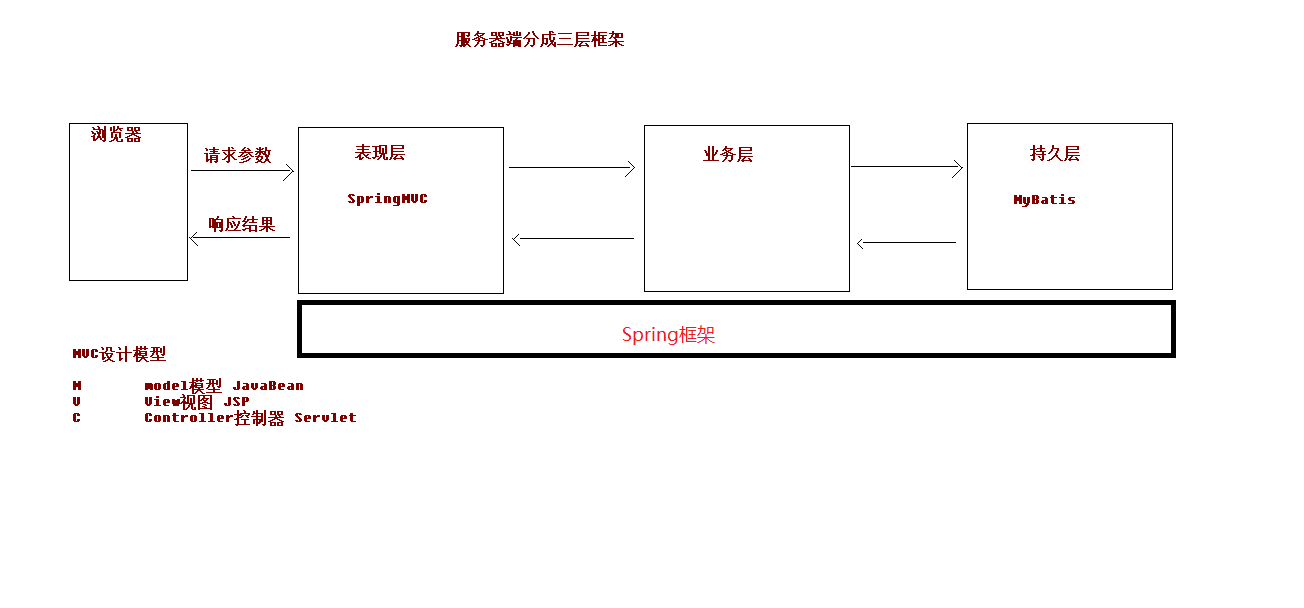 服务器端分成三层框架
浏览器
请求参数
响应结果
表现层
SpringMVC
业务层
持久层
MyBatis
Spring框架
MVC设计模型
M model模型 JavaBean
V View视图 JSP
C Controller控制器 Servlet